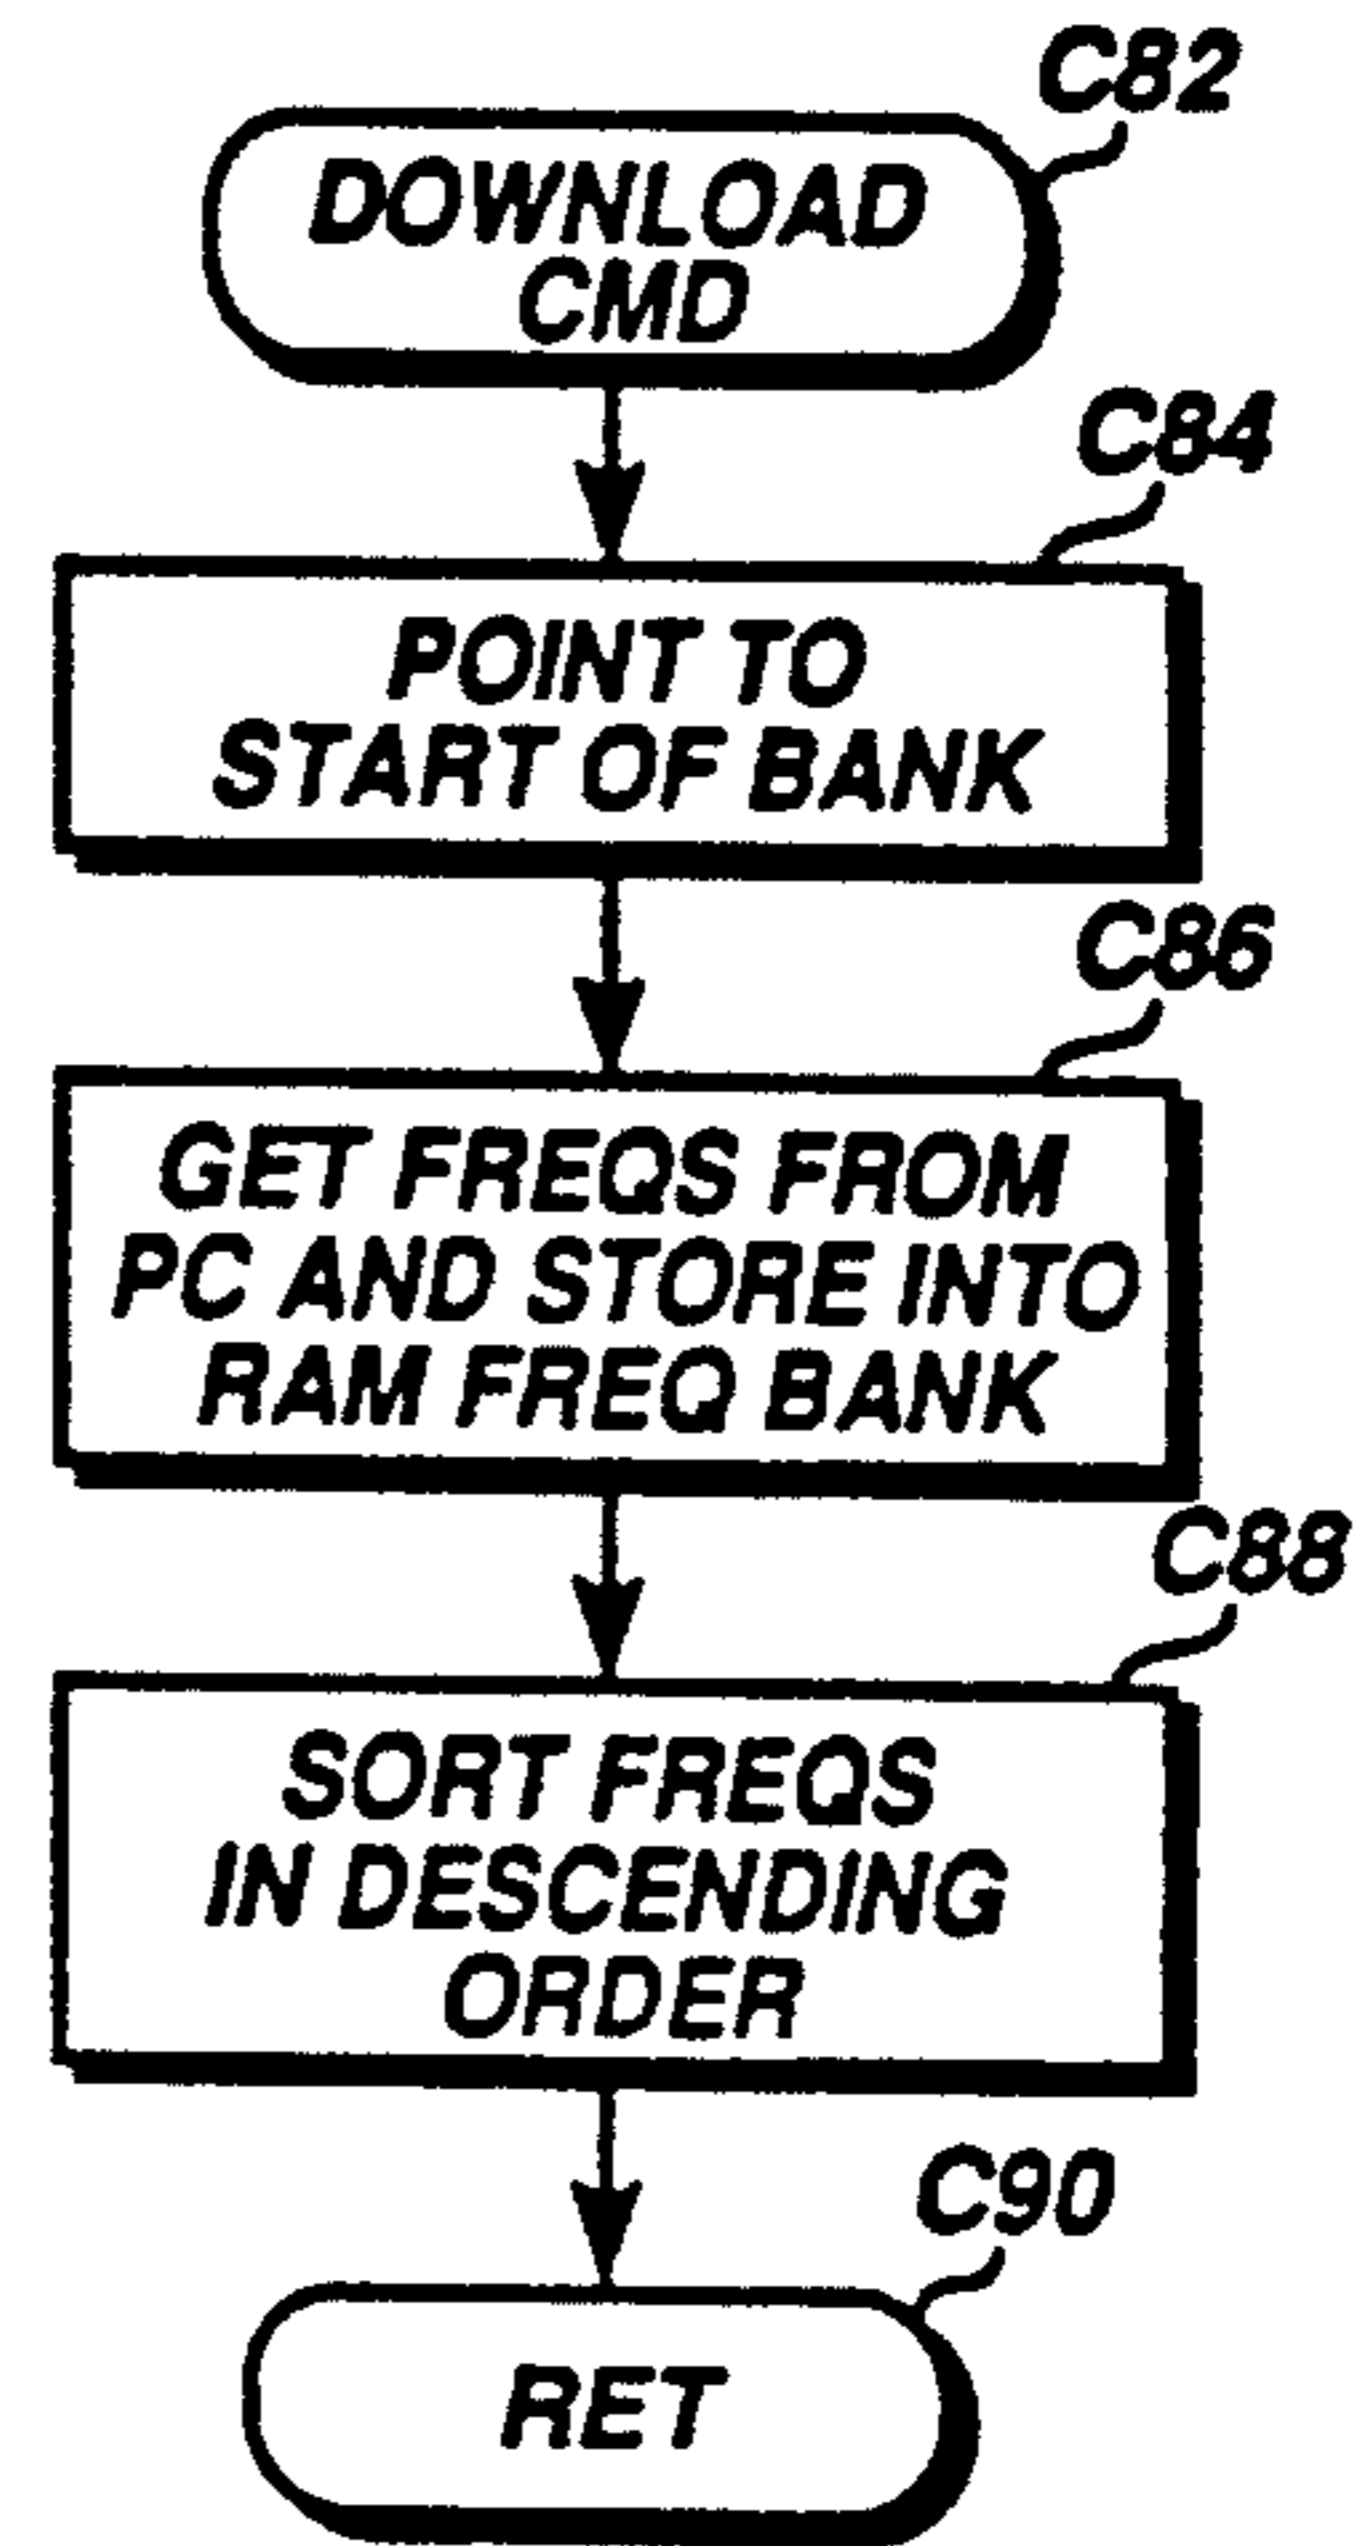 C82
DOWNLOAD
CMD
C84
POINT TO
START OF BANK
C86
GET FREQS FROM
PC AND STORE INTO
RAM FREQ BANK
C88
SORT FREQS
IN DESCENDING
ORDER
C90
RET